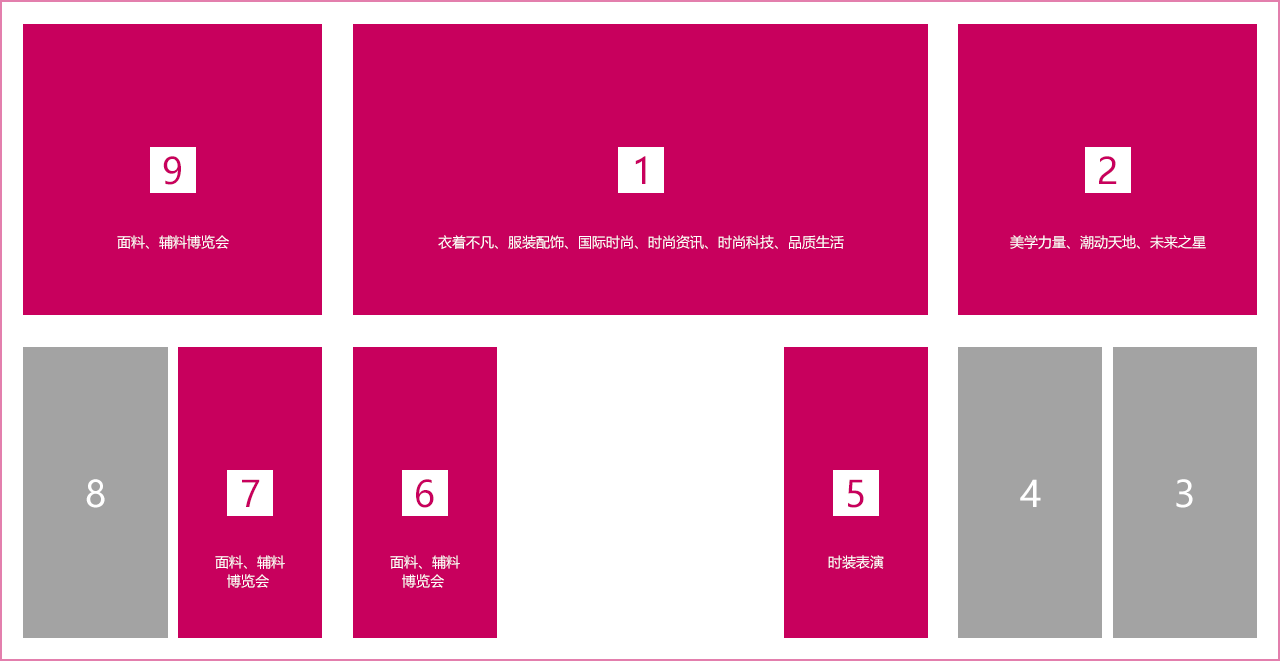 9
面料、辅料博览会
1
衣着不凡、服装配饰、国际时尚、时尚资讯、时尚科技、品质生活
2
美学力量、潮动天地、未来之星
8
7
面料、辅料
博览会
6
面料、辅料
博览会
5
时装表演
4
3